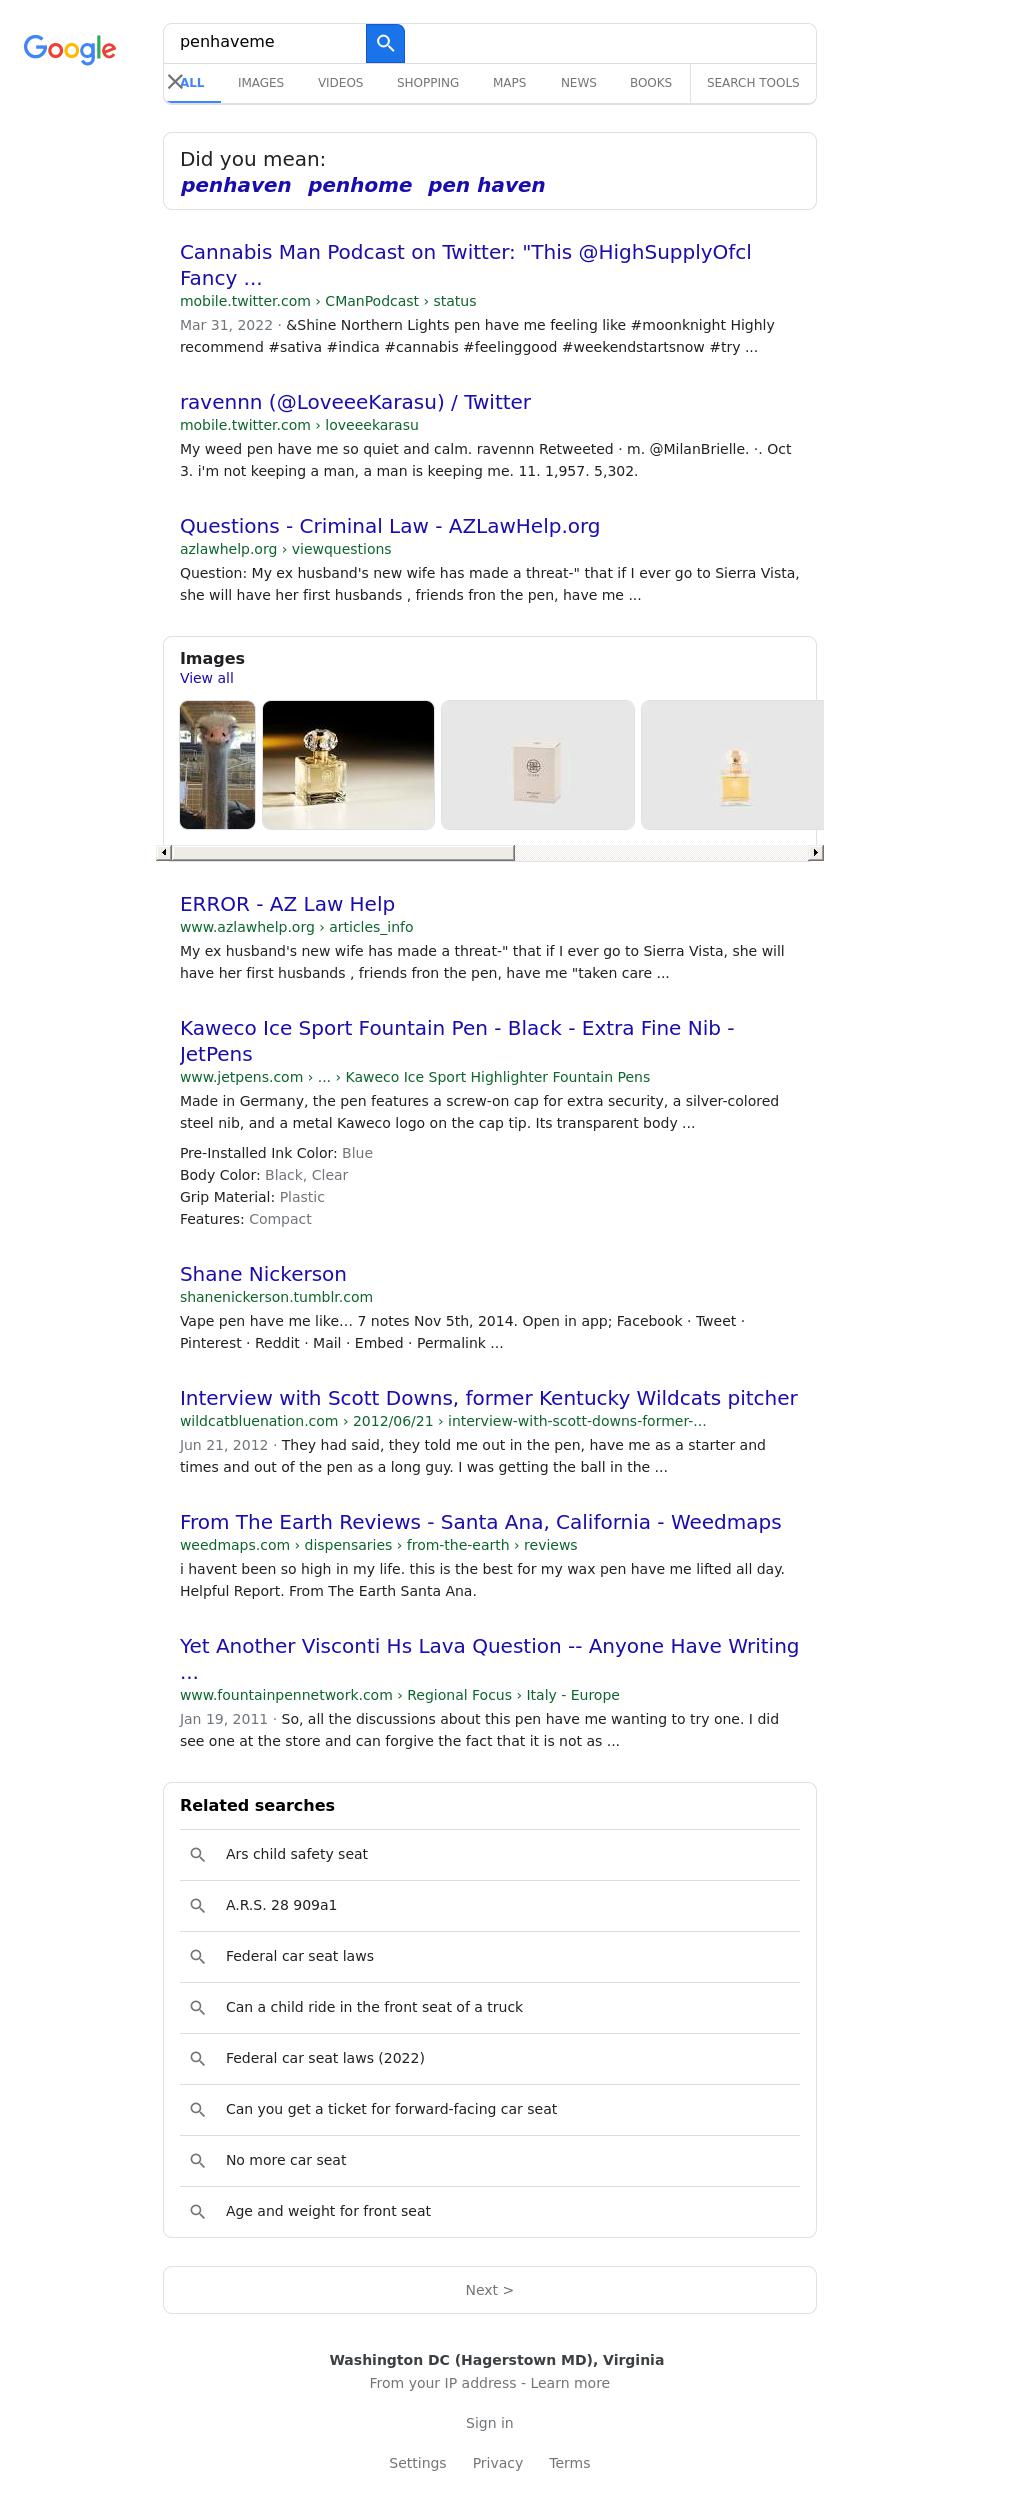 Google
penhaveme
ALL IMAGES VIDEOS SHOPPING MAPS NEWS BOOKS SEARCH TOOLS
Did you mean:
penhaven penhome pen haven
Cannabis Man Podcast on Twitter: "This @HighSupplyOfcl
Fancy ...
mobile.twitter.com › CManPodcast › status
Mar 31, 2022 · &Shine Northern Lights pen have me feeling like #moonknight Highly
recommend #sativa #indica #cannabis #feelinggood #weekendstartsnow #try ...
ravennn (@LoveeeKarasu) / Twitter
mobile.twitter.com › loveeekarasu
My weed pen have me so quiet and calm. ravennn Retweeted · m. @MilanBrielle. ·. Oct
3. i'm not keeping a man, a man is keeping me. 11. 1,957. 5,302.
Questions - Criminal Law - AZLawHelp.org
azlawhelp.org › viewquestions
Question: My ex husband's new wife has made a threat-" that if I ever go to Sierra Vista,
she will have her first husbands , friends fron the pen, have me ...
Images
View all
ERROR - AZ Law Help
www.azlawhelp.org › articles_info
My ex husband's new wife has made a threat-" that if I ever go to Sierra Vista, she will
have her first husbands , friends fron the pen, have me "taken care ...
Kaweco Ice Sport Fountain Pen - Black - Extra Fine Nib -
JetPens
www.jetpens.com › ... › Kaweco Ice Sport Highlighter Fountain Pens
Made in Germany, the pen features a screw-on cap for extra security, a silver-colored
steel nib, and a metal Kaweco logo on the cap tip. Its transparent body ...
Pre-Installed Ink Color: Blue
Body Color: Black, Clear
Grip Material: Plastic
Features: Compact
Shane Nickerson
shanenickerson.tumblr.com
Vape pen have me like… 7 notes Nov 5th, 2014. Open in app; Facebook · Tweet ·
Pinterest · Reddit · Mail · Embed · Permalink ...
Interview with Scott Downs, former Kentucky Wildcats pitcher
wildcatbluenation.com › 2012/06/21 › interview-with-scott-downs-former-...
Jun 21, 2012 · They had said, they told me out in the pen, have me as a starter and
times and out of the pen as a long guy. I was getting the ball in the ...
From The Earth Reviews - Santa Ana, California - Weedmaps
weedmaps.com › dispensaries › from-the-earth › reviews
i havent been so high in my life. this is the best for my wax pen have me lifted all day.
Helpful Report. From The Earth Santa Ana.
Yet Another Visconti Hs Lava Question -- Anyone Have Writing
...
www.fountainpennetwork.com › Regional Focus › Italy - Europe
Jan 19, 2011 · So, all the discussions about this pen have me wanting to try one. I did
see one at the store and can forgive the fact that it is not as ...
Related searches
Ars child safety seat
A.R.S. 28 909a1
Federal car seat laws
Can a child ride in the front seat of a truck
Federal car seat laws (2022)
Can you get a ticket for forward-facing car seat
No more car seat
Age and weight for front seat
Next >
Washington DC (Hagerstown MD), Virginia
From your IP address - Learn more
Sign in
Settings Privacy Terms